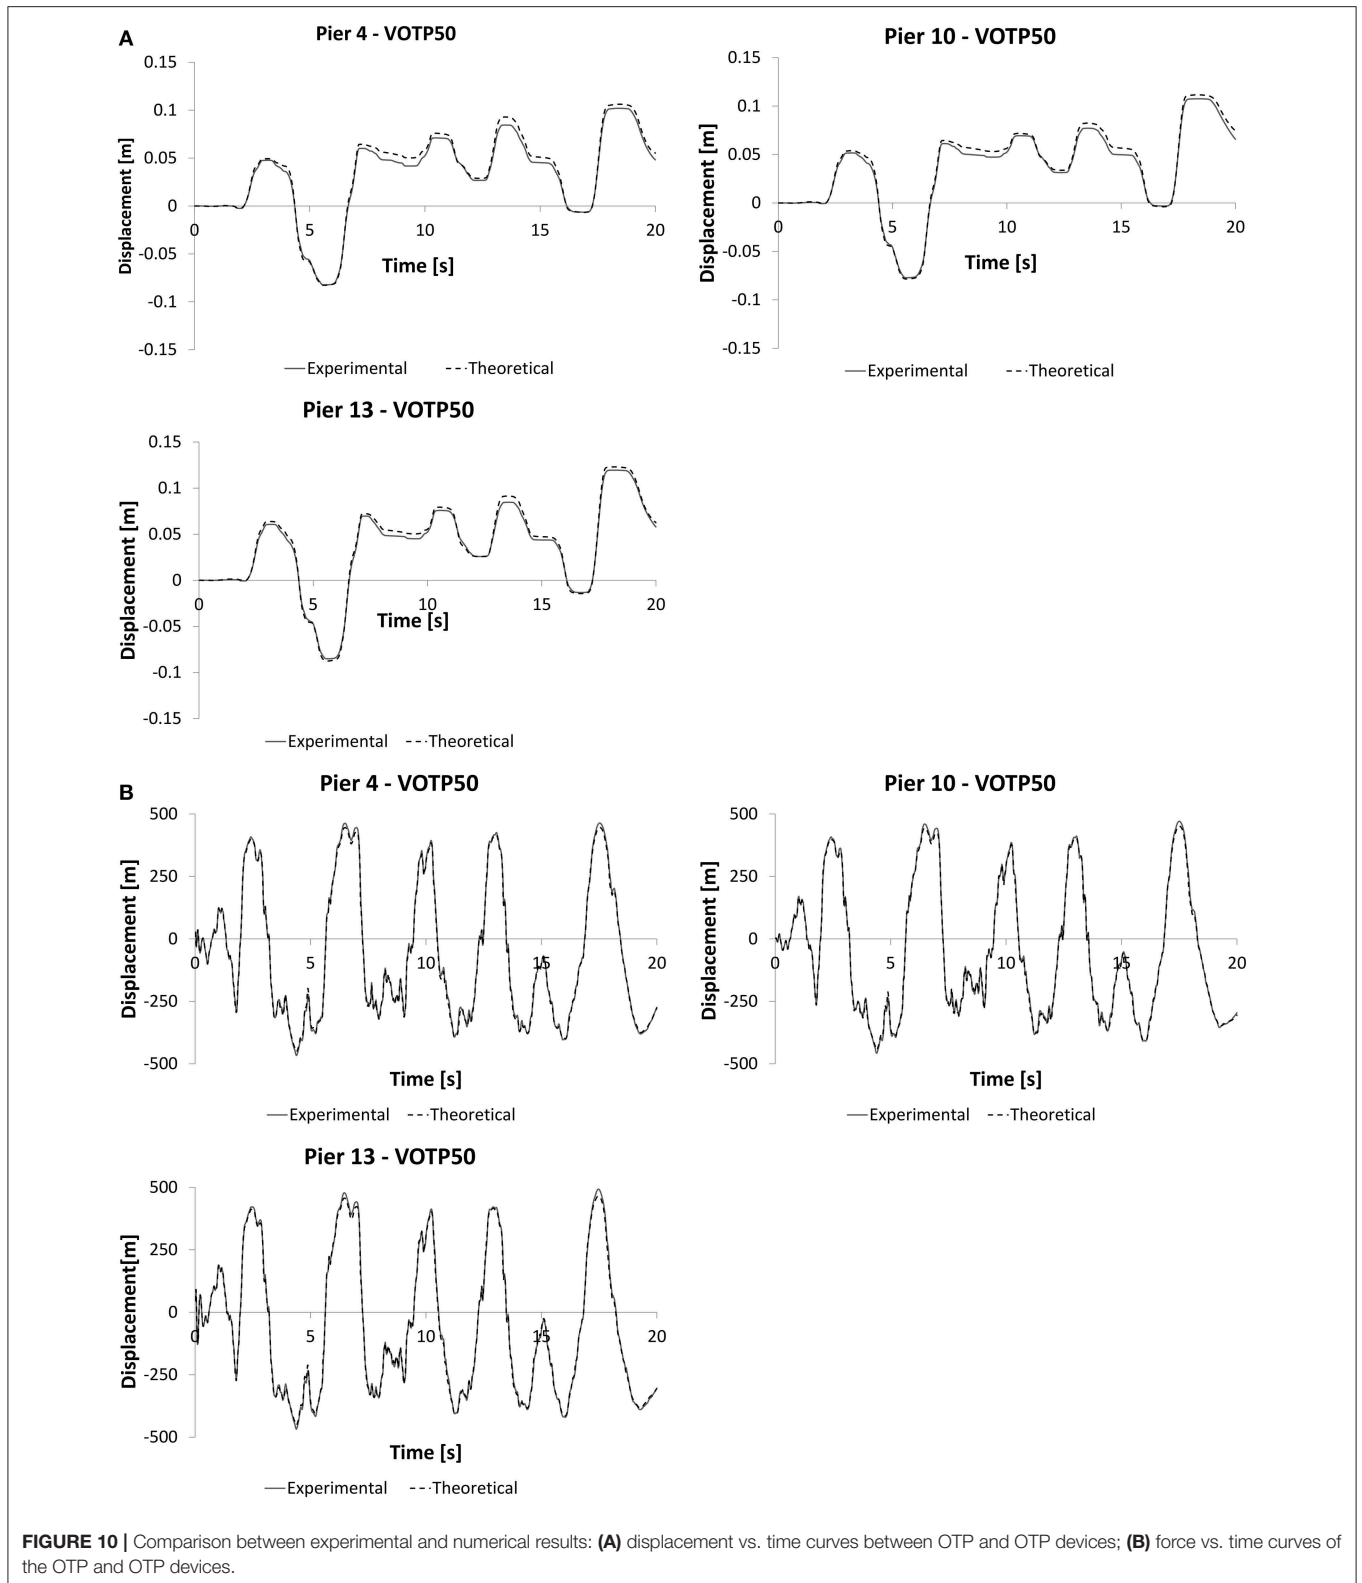 A
Pier 4 - VOTP50
0.15
0.1
0.05
0
-0.05
-0.1
-0.15
Displacement [m]
0 5 10 15 20
Time [s]
Experimental Theoretical
Pier 10 - VOTP50
0.15
0.1
0.05
0
-0.05
-0.1
-0.15
Displacement [m]
0 5 10 15 20
Time [s]
Experimental Theoretical
Pier 13 - VOTP50
0.15
0.1
0.05
0
-0.05
-0.1
-0.15
Displacement [m]
0 5 10 15 20
Time [s]
Experimental Theoretical
B
Pier 4 - VOTP50
500
250
0
-250
-500
Displacement [m]
0 5 10 15 20
Time [s]
Experimental Theoretical
Pier 10 - VOTP50
500
250
0
-250
-500
Displacement [m]
0 5 10 15 20
Time [s]
Experimental Theoretical
Pier 13 - VOTP50
500
250
0
-250
-500
Displacement[m]
0 5 10 15 20
Time [s]
Experimental Theoretical
FIGURE 10 | Comparison between experimental and numerical results: (A) displacement vs. time curves between OTP and OTP devices; (B) force vs. time curves of
the OTP and OTP devices.